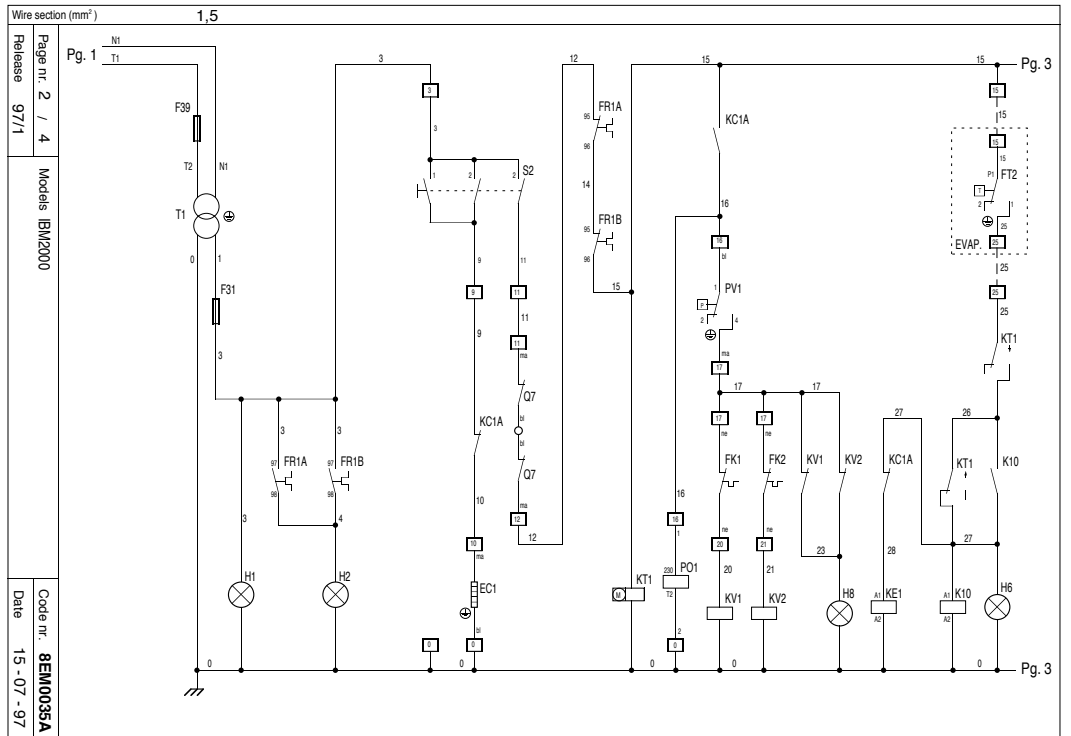 Wire section (mm²) 1,5
Page nr. 2 / 4
Release 97/1
Models IBM2000
Code nr. 8EM0035A
Date 15 - 07 - 97
Pg. 1 N1
T1
3
12
15
15 Pg. 3
F39
T2 N1
T1
0 1
F31
3
3
3
1 2 2 S2
9 11
9 11
9 11
11
ma
Q7
bl
bl
Q7
ma
12
12
KC1A
10
10
ma
EC1
bl
0 0
3 3
97 FR1A 97 FR1B
98 98
3 4
H1 H2
95 FR1A
96
14
95 FR1B
96
15
KC1A
16
16
bl
1 PV1
P
2 4
ma
17
17 17
17 17
ne ne
FK1 FK2 KV1 KV2
ne ne
20 21
20 21
23
KV1 KV2 H8
16
16
1
230 PO1
T2
2
0
M KT1
15
15
15
15
P1 FT2
T
2 1
25
EVAP. 25
25
25
25
KT1
27 26
KC1A KT1 K10
27
28
A1 KE1
A2
A1 K10
A2
H6
0 0 0 0 0 Pg. 3